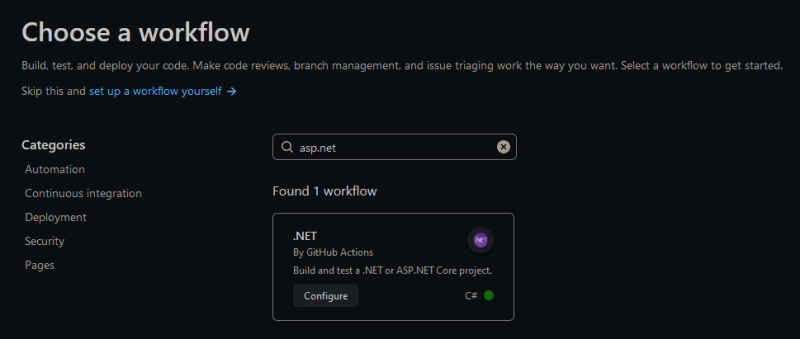 Choose a workflow
Build, test, and deploy your code. Make code reviews, branch management, and issue triaging work the way you want. Select a workflow to get started.
Skip this and set up a workflow yourself →
Categories
Automation
Continuous integration
Deployment
Security
Pages
asp.net
Found 1 workflow
.NET
NET
By GitHub Actions
Build and test a .NET or ASP.NET Core project.
Configure
C#